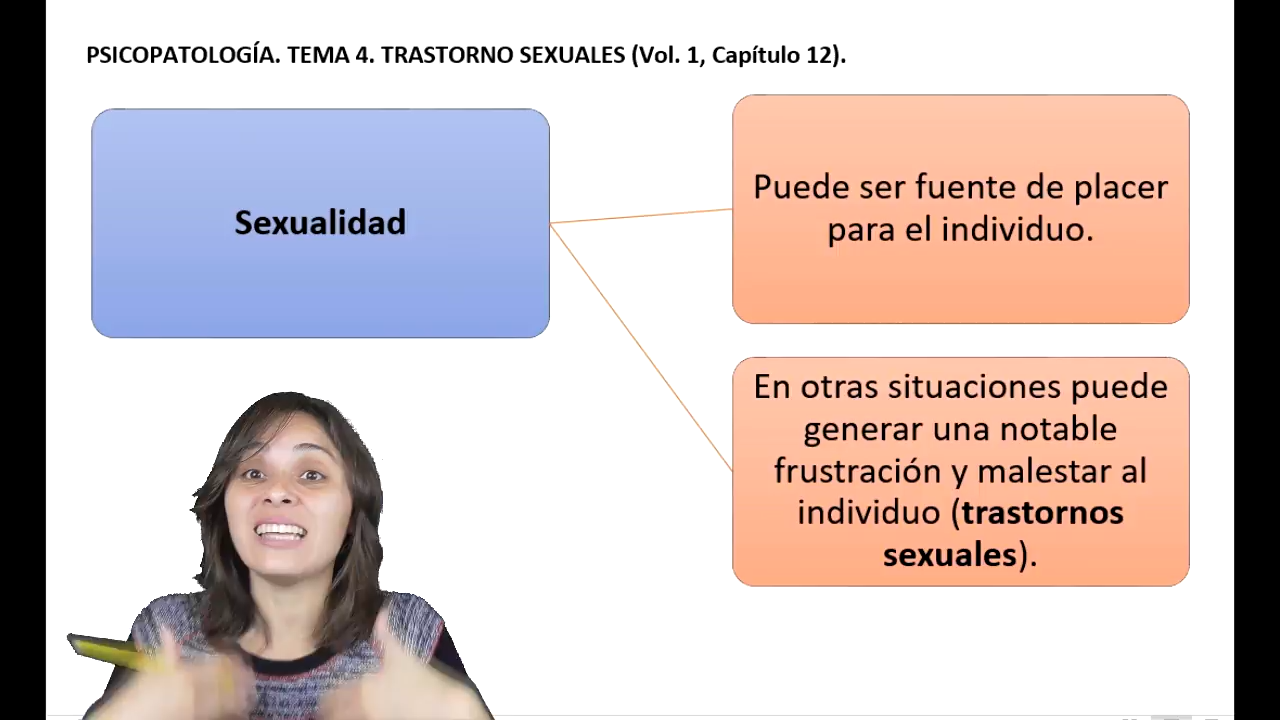 PSICOPATOLOGÍA. TEMA 4. TRASTORNO SEXUALES (Vol. 1, Capítulo 12).
Sexualidad
Puede ser fuente de placer
para el individuo.
En otras situaciones puede
generar una notable
frustración y malestar al
individuo (trastornos
sexuales).